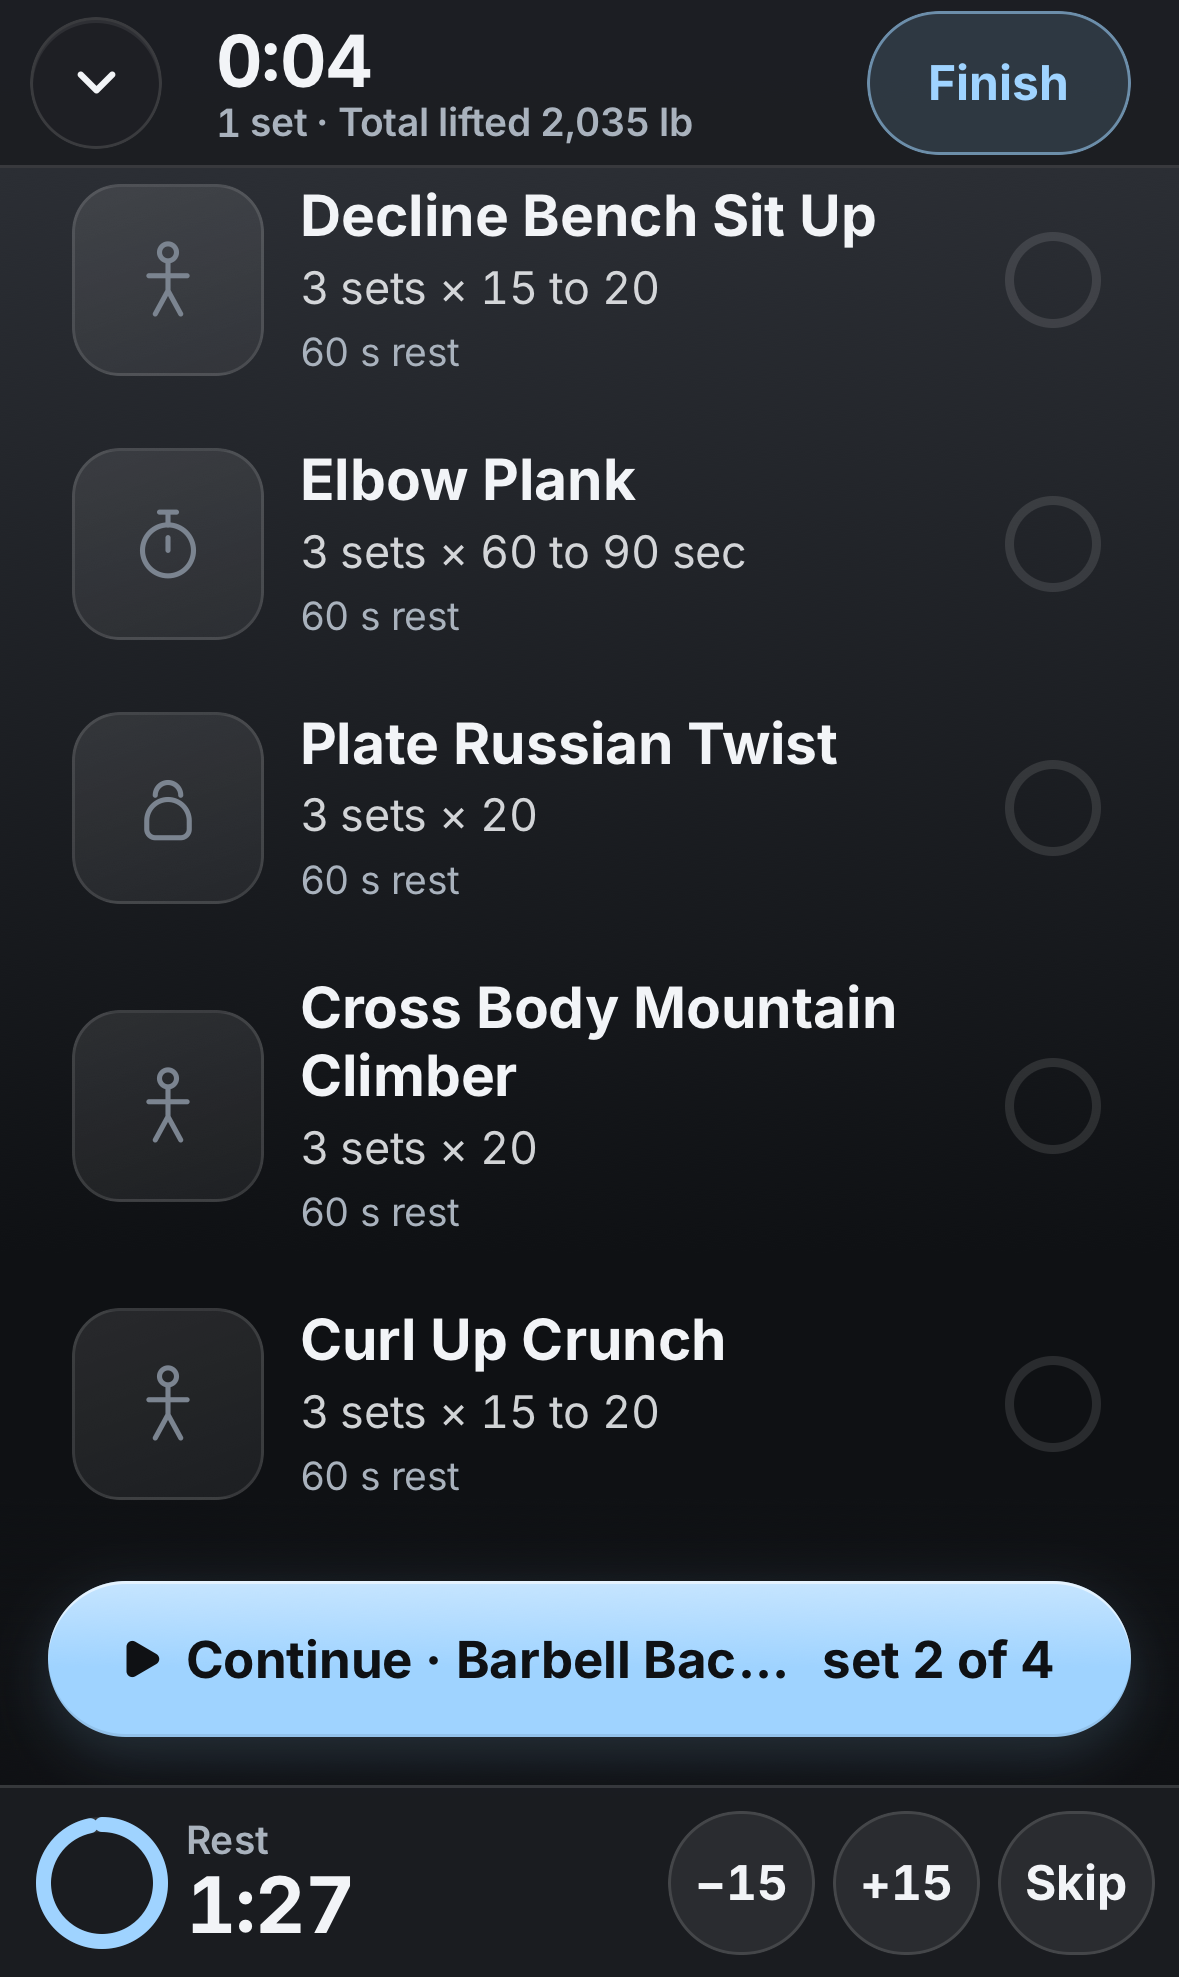 0:04
1 set · Total lifted 2,035 lb
Finish
Decline Bench Sit Up
3 sets × 15 to 20
60 s rest
Elbow Plank
3 sets × 60 to 90 sec
60 s rest
Plate Russian Twist
3 sets × 20
60 s rest
Cross Body Mountain
Climber
3 sets × 20
60 s rest
Curl Up Crunch
3 sets × 15 to 20
60 s rest
Continue · Barbell Bac... set 2 of 4
Rest
1:27
−15
+15
Skip